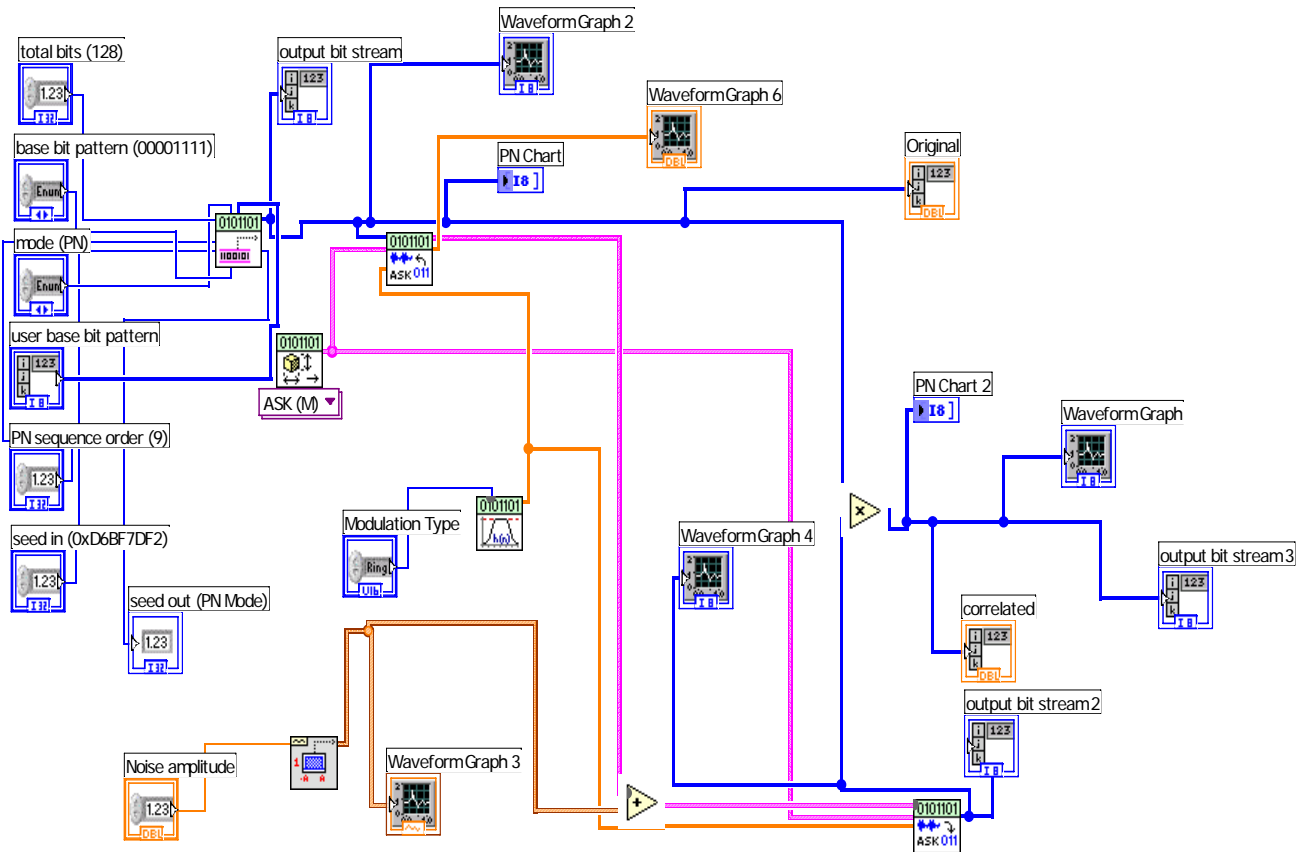 Waveform Graph 2
total bits (128)
output bit stream
1.23
I32
123
i
j
k
I8
I8
Waveform Graph 6
DBL
base bit pattern (00001111)
Enum
PN Chart
I8
Original
123
i
j
k
DBL
mode (PN)
Enum
0101101
1100101
0101101
ASK 011
user base bit pattern
123
i
j
k
I8
0101101
ASK (M)
PN Chart 2
I8
Waveform Graph
I8
PN sequence order (9)
1.23
I32
0101101
h(n)
Modulation Type
Ring
U16
x
seed in (0xD6BF7DF2)
1.23
I32
Waveform Graph 4
I8
output bit stream 3
123
i
j
k
I8
seed out (PN Mode)
1.23
I32
correlated
123
i
j
k
DBL
output bit stream 2
123
i
j
k
I8
Noise amplitude
1.23
DBL
1
-A A
Waveform Graph 3
+
0101101
ASK 011